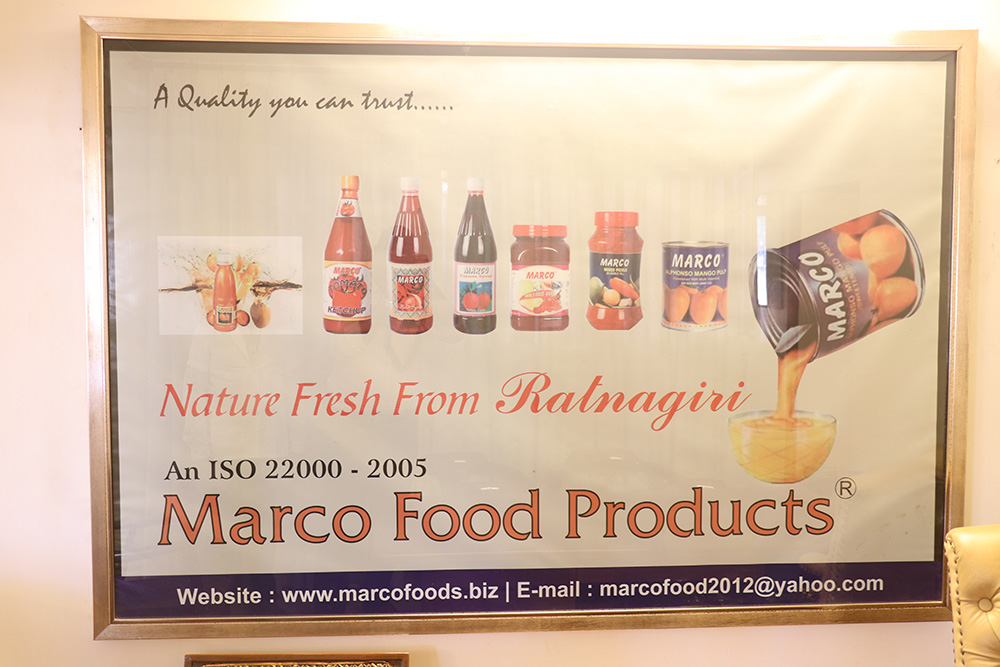 A Quality you can trust......
MARCO
KETCHUP
MARCO
MARCO
MARCO
MARCO
MARCO
ALPHONSO MANGO PULP
MARCO
Nature Fresh From Ratnagiri
An ISO 22000 - 2005
Marco Food Products®
Website : www.marcofoods.biz | E-mail : marcofood2012@yahoo.com